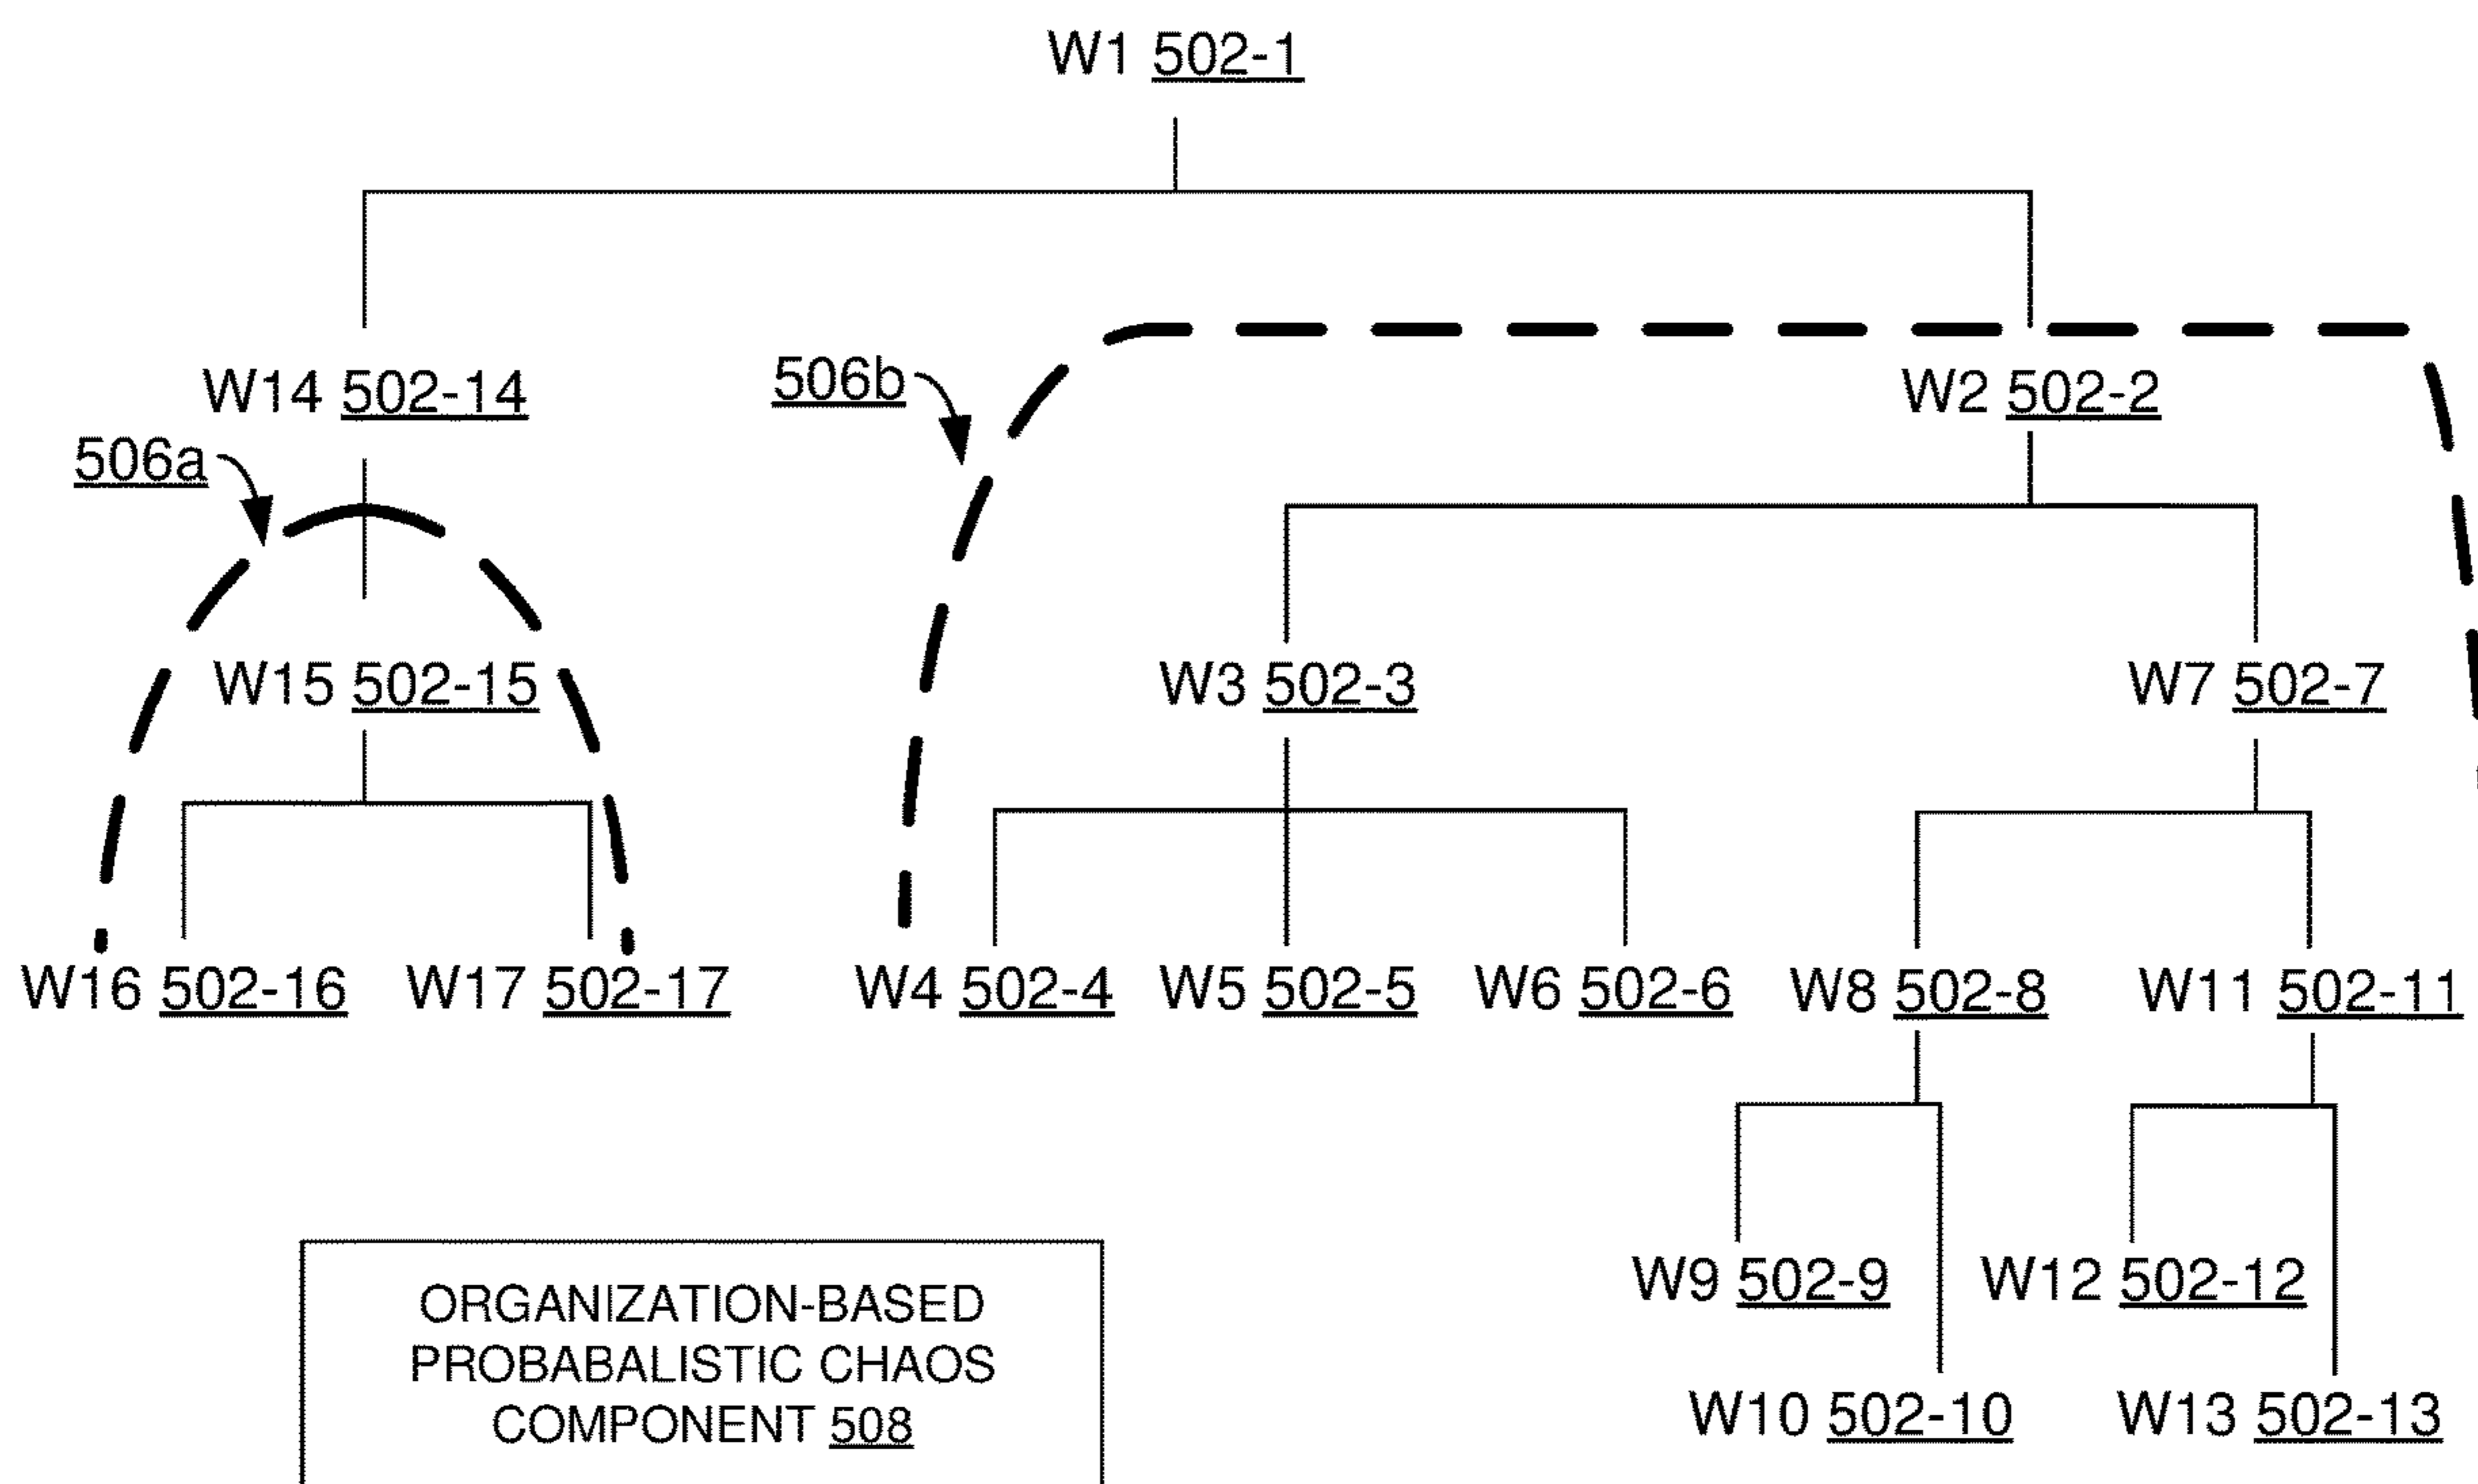 W1 502-1
W14 502-14
506b
W2 502-2
506a
W15 502-15
W3 502-3
W7 502-7
W16 502-16
W17 502-17
W4 502-4
W5 502-5
W6 502-6
W8 502-8
W11 502-11
W9 502-9
W12 502-12
W10 502-10
W13 502-13
ORGANIZATION-BASED
PROBABALISTIC CHAOS
COMPONENT 508